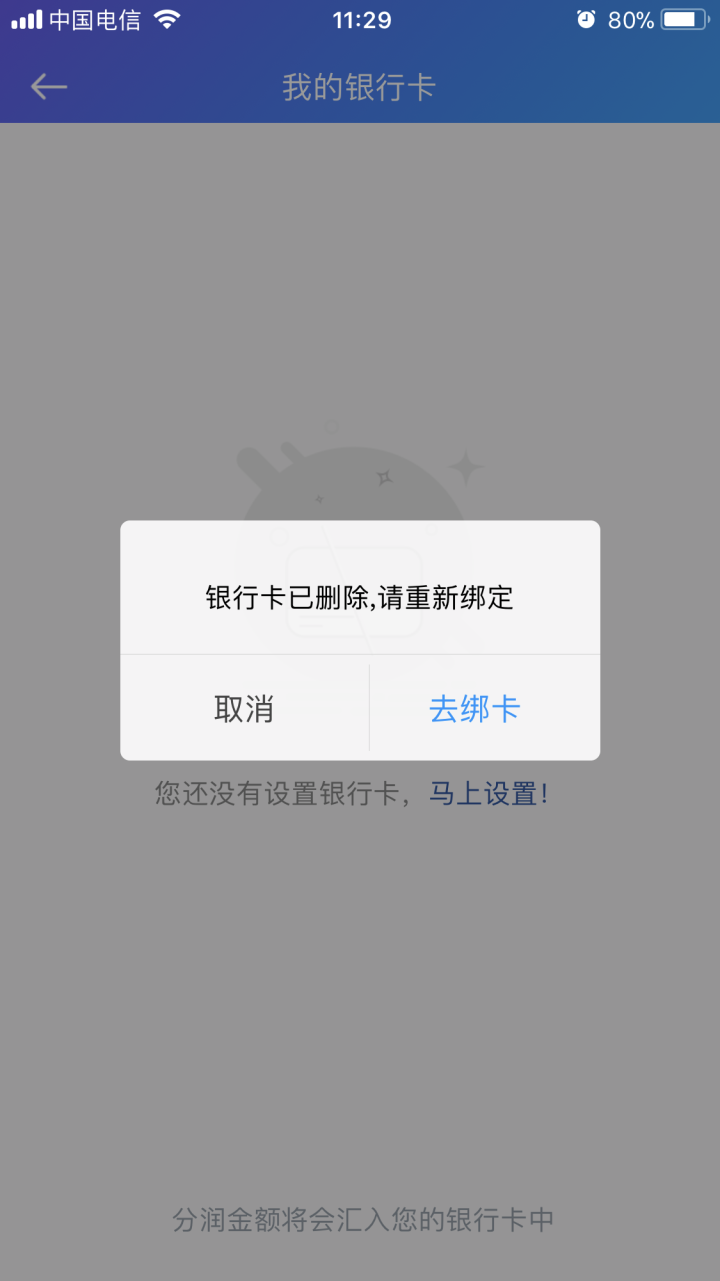 中国电信 11:29 80%
我的银行卡
银行卡已删除,请重新绑定
取消 去绑卡
您还没有设置银行卡，马上设置！
分润金额将会汇入您的银行卡中